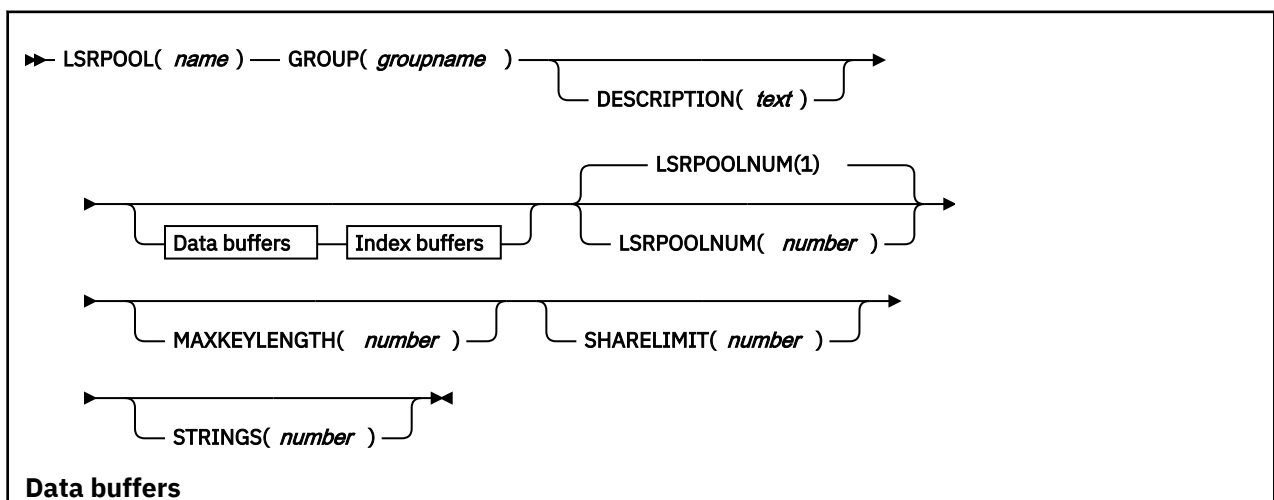 LSRPOOL( name ) GROUP( groupname )
DESCRIPTION( text )
LSRPOOLNUM(1)
Data buffers Index buffers LSRPOOLNUM( number )
MAXKEYLENGTH( number ) SHARELIMIT( number )
STRINGS( number )
Data buffers